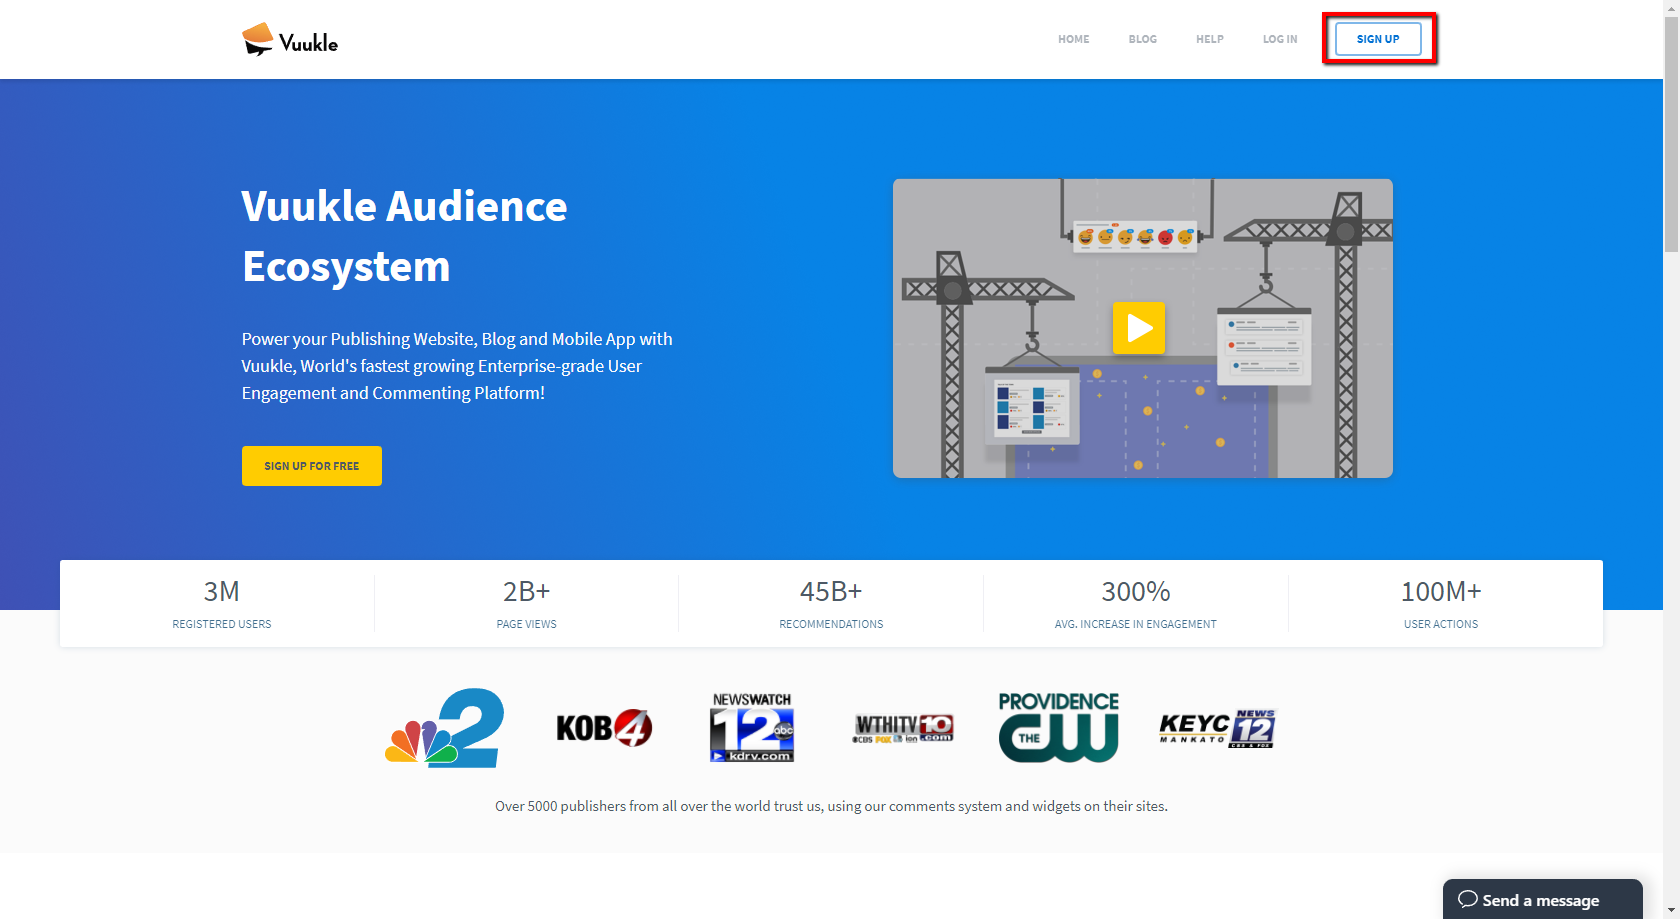 Vuukle
HOME
BLOG
HELP
LOG IN
SIGN UP
Vuukle Audience
Ecosystem
Power your Publishing Website, Blog and Mobile App with
Vuukle, World's fastest growing Enterprise-grade User
Engagement and Commenting Platform!
SIGN UP FOR FREE
3M
REGISTERED USERS
2B+
PAGE VIEWS
45B+
RECOMMENDATIONS
300%
AVG. INCREASE IN ENGAGEMENT
100M+
USER ACTIONS
2
KOB 4
NEWSWATCH
12
abc
kdrv.com
WTHITV 10
CBS FOX ion .com
PROVIDENCE
THE CW
KEYC NEWS
MANKATO 12
CBS & FOX
Over 5000 publishers from all over the world trust us, using our comments system and widgets on their sites.
Send a message